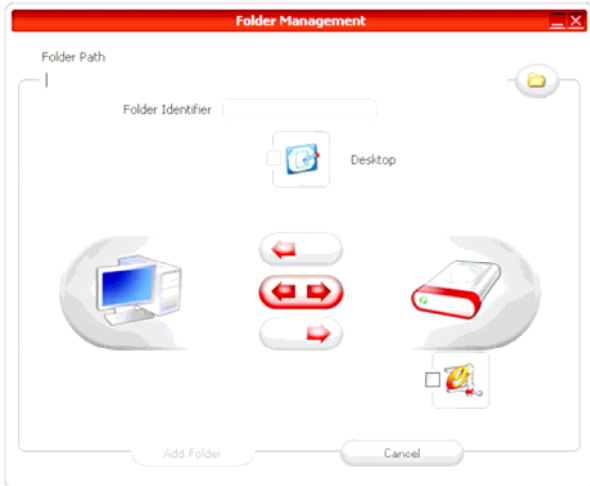 Folder Management
Folder Path
Folder Identifier
Desktop
Add Folder
Cancel